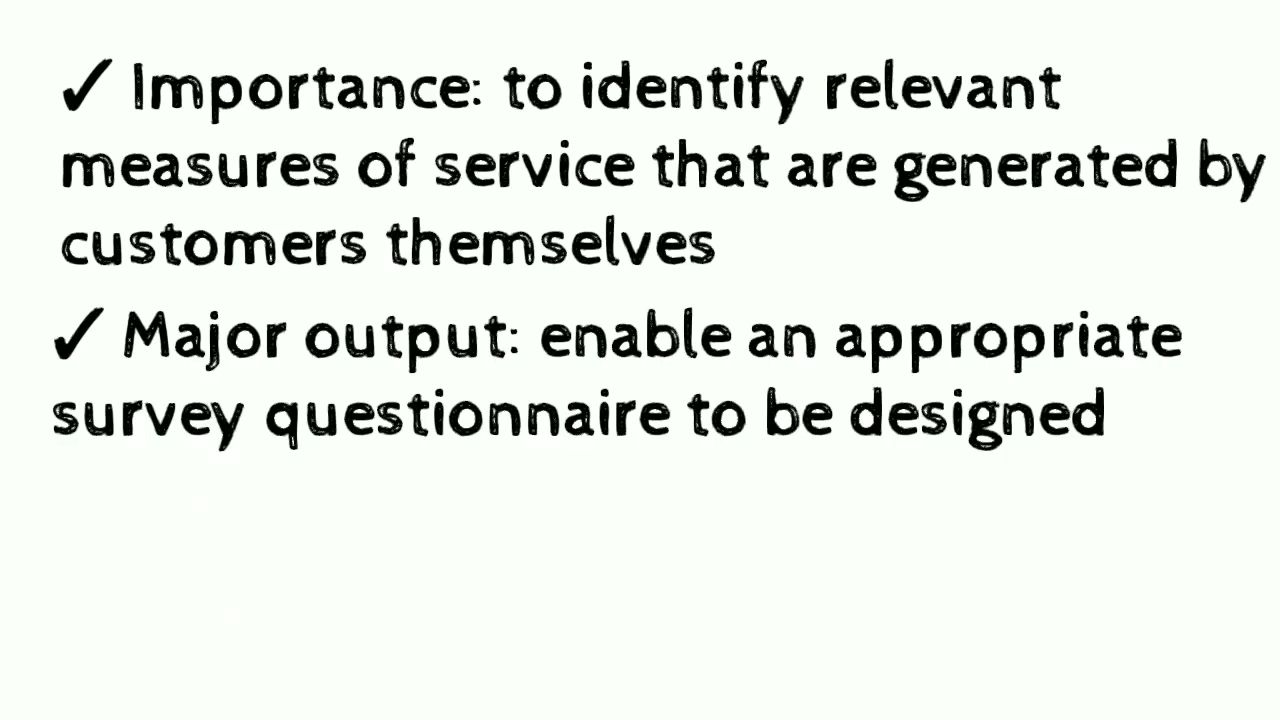 ✓ Importance: to identify relevant
measures of service that are generated by
customers themselves
✓ Major output: enable an appropriate
survey questionnaire to be designed